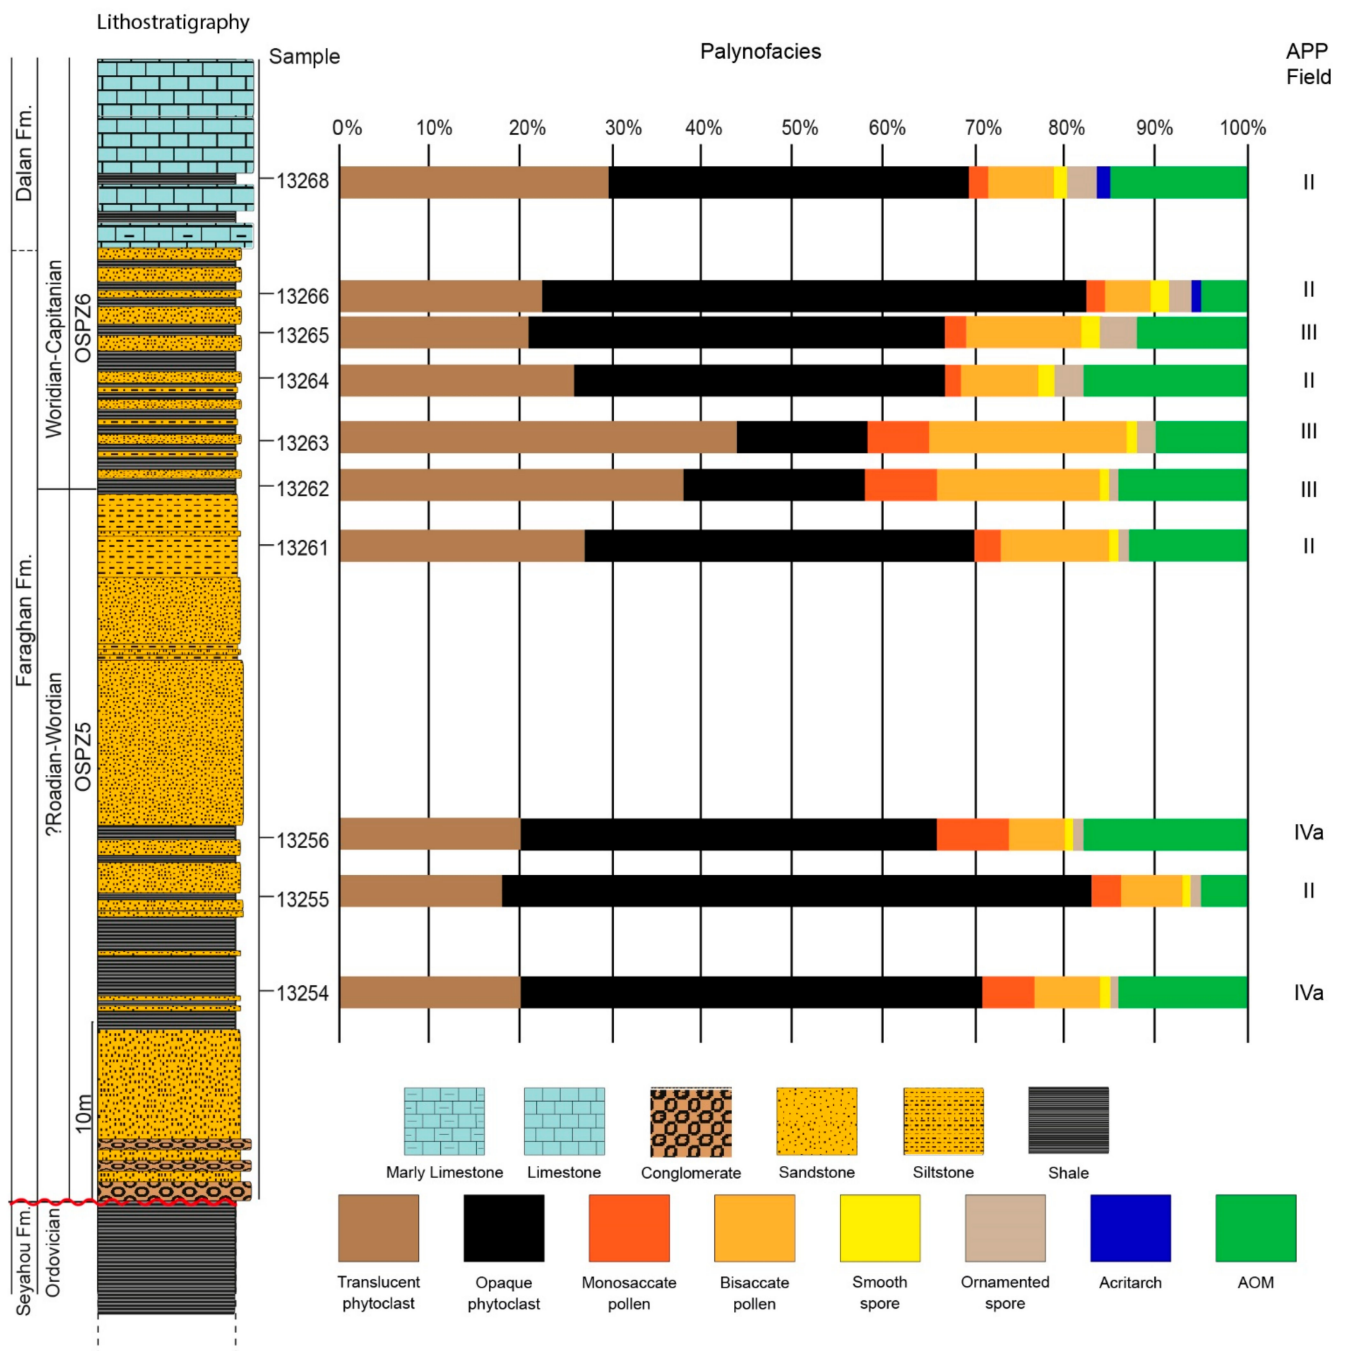 Lithostratigraphy
Sample
Palynofacies
APP
Field
0% 10% 20% 30% 40% 50% 60% 70% 80% 90% 100%
Dalan Fm.
Faraghan Fm.
Seyahou Fm.
Woridian-Capitanian
?Roadian-Wordian
Ordovician
OSPZ6
OSPZ5
10m
13268 II
13266 II
13265 III
13264 II
13263 III
13262 III
13261 II
13256 IVa
13255 II
13254 IVa
Marly Limestone Limestone Conglomerate Sandstone Siltstone Shale
Translucent Opaque Monosaccate Bisaccate Smooth Ornamented Acritarch AOM
phytoclast phytoclast pollen pollen spore spore